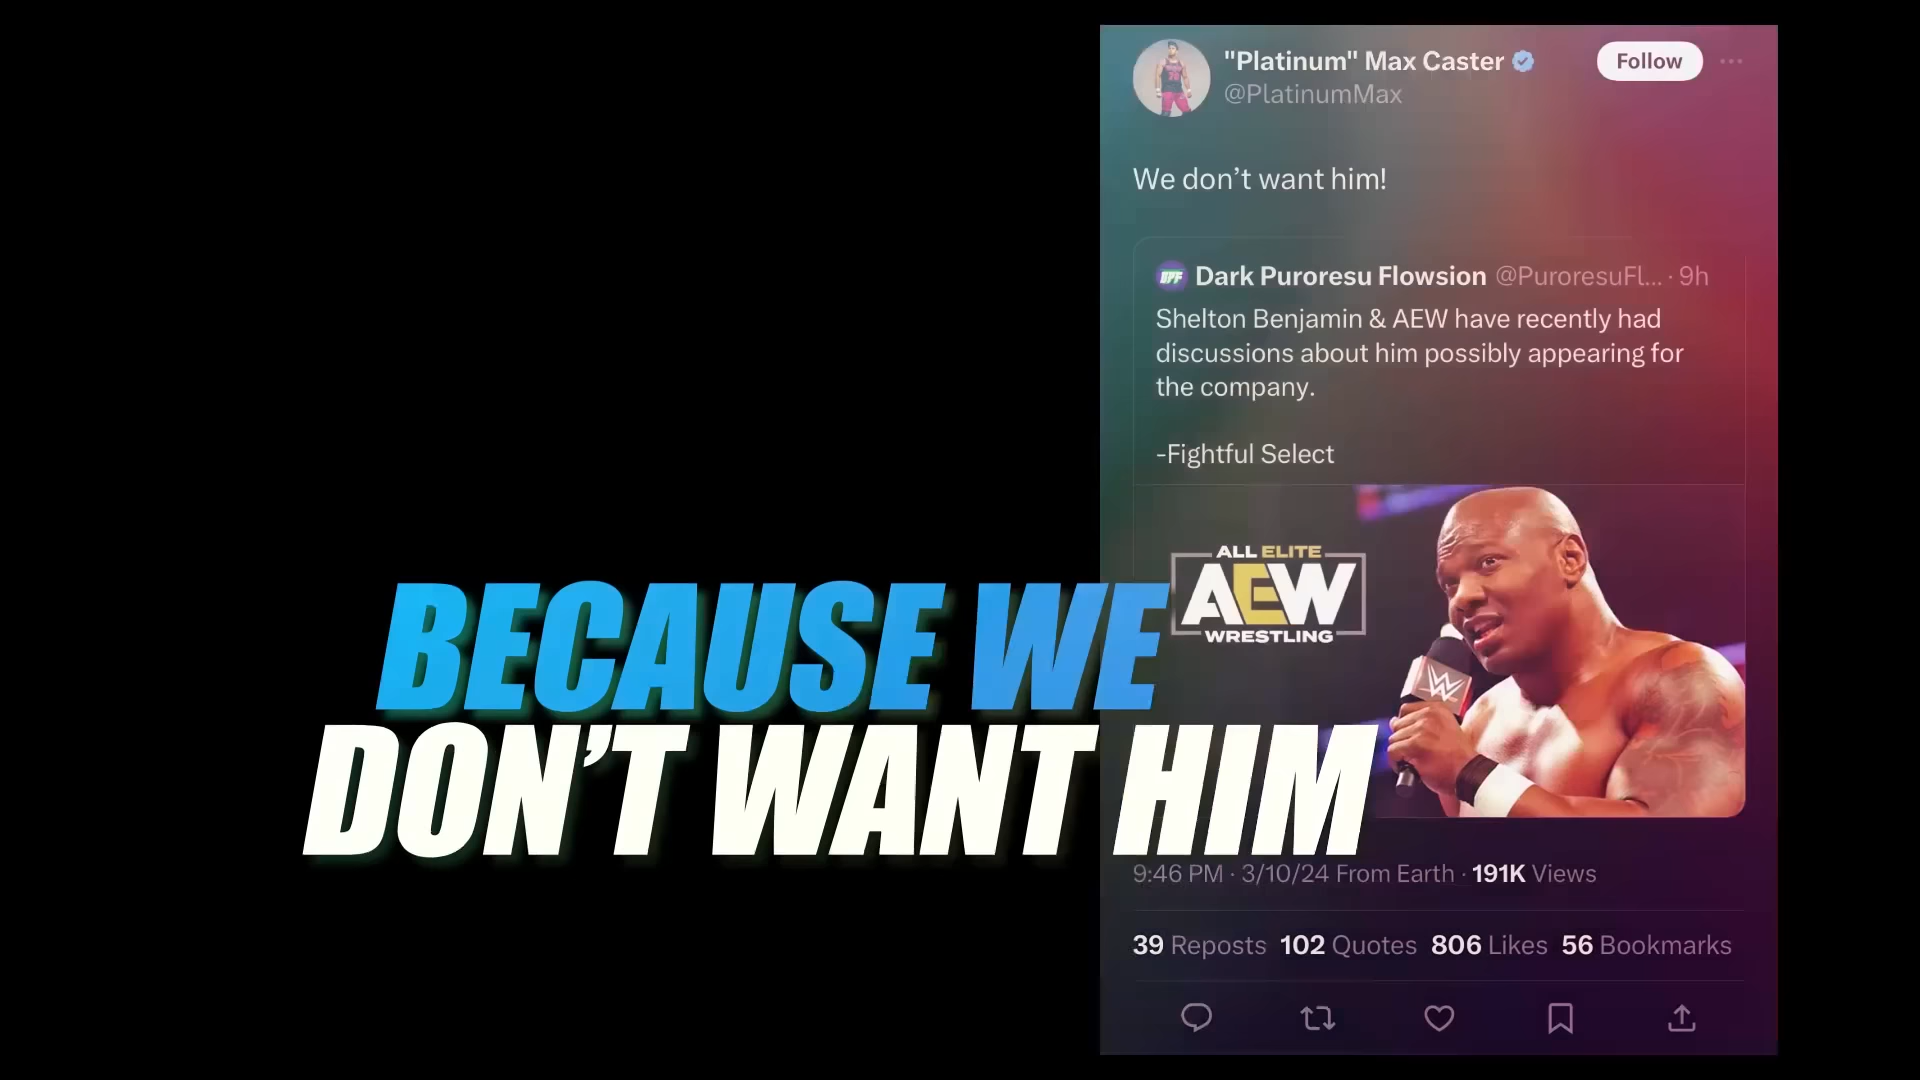 "Platinum" Max Caster
Follow
@PlatinumMax
We don’t want him!
DPF
Dark Puroresu Flowsion @PuroresuFl... · 9h
Shelton Benjamin & AEW have recently had
discussions about him possibly appearing for
the company.
-Fightful Select
ALL ELITE
AEW
WRESTLING
W
BECAUSE WE
DON’T WANT HIM
9:46 PM · 3/10/24 From Earth · 191K Views
39 Reposts 102 Quotes 806 Likes 56 Bookmarks